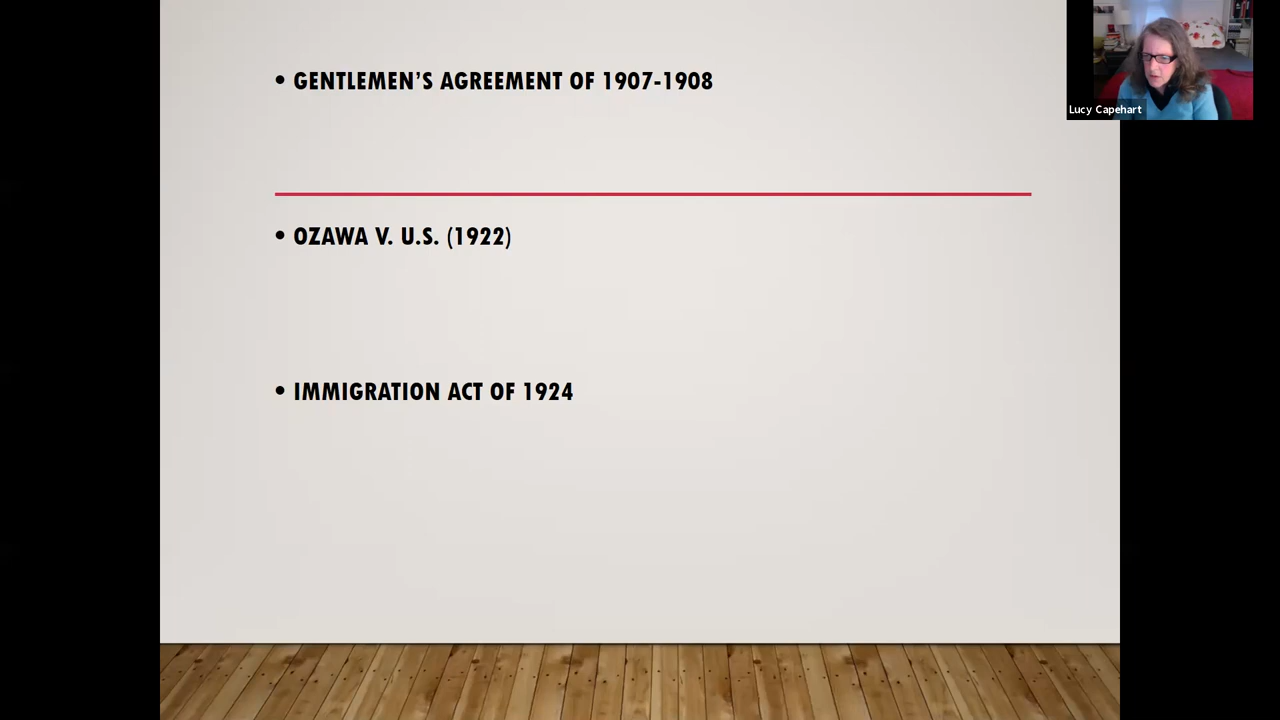 • GENTLEMEN’S AGREEMENT OF 1907-1908
Lucy Capehart
• OZAWA V. U.S. (1922)
• IMMIGRATION ACT OF 1924